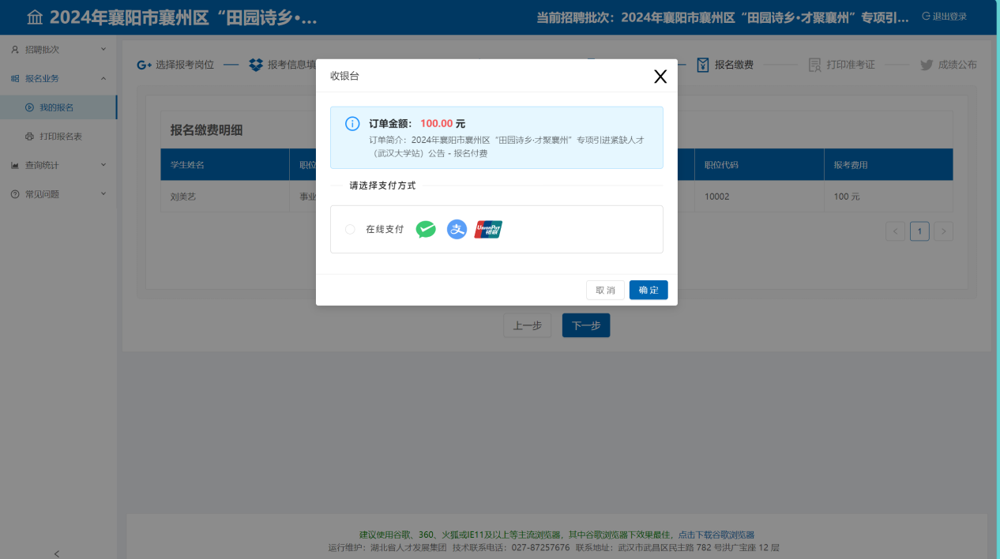 2024年襄阳市襄州区“田园诗乡•...
当前招聘批次：2024年襄阳市襄州区“田园诗乡•才聚襄州”专项引...
退出登录
招聘批次
报名业务
我的报名
打印报名表
查询统计
常见问题
选择报考岗位
报考信息填
报名缴费
打印准考证
成绩公布
收银台
订单金额： 100.00 元
订单简介：2024年襄阳市襄州区“田园诗乡·才聚襄州”专项引进紧缺人才
（武汉大学站）公告 - 报名付费
请选择支付方式
在线支付
支
UnionPay
银联
取消
确定
报名缴费明细
学生姓名
职位
职位代码
报考费用
刘美艺
事业
10002
100 元
1
上一步
下一步
建议使用谷歌、360、火狐或IE11及以上等主流浏览器，其中谷歌浏览器下效果最佳，点击下载谷歌浏览器
运行维护：湖北省人才发展集团 技术联系电话：027-87257676 联系地址：武汉市武昌区民主路 782 号洪广宝座 12 层